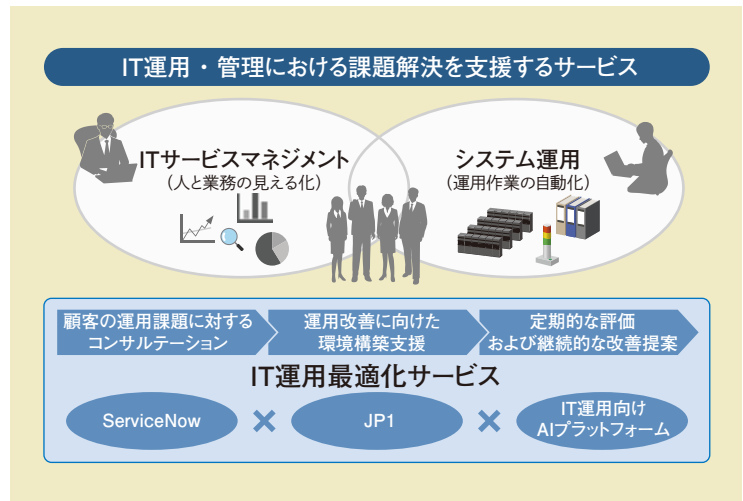 IT運用・管理における課題解決を支援するサービス
ITサービスマネジメント
（人と業務の見える化）
システム運用
（運用作業の自動化）
顧客の運用課題に対する
コンサルテーション
運用改善に向けた
環境構築支援
定期的な評価
および継続的な改善提案
IT運用最適化サービス
ServiceNow
×
JP1
×
IT運用向け
AIプラットフォーム